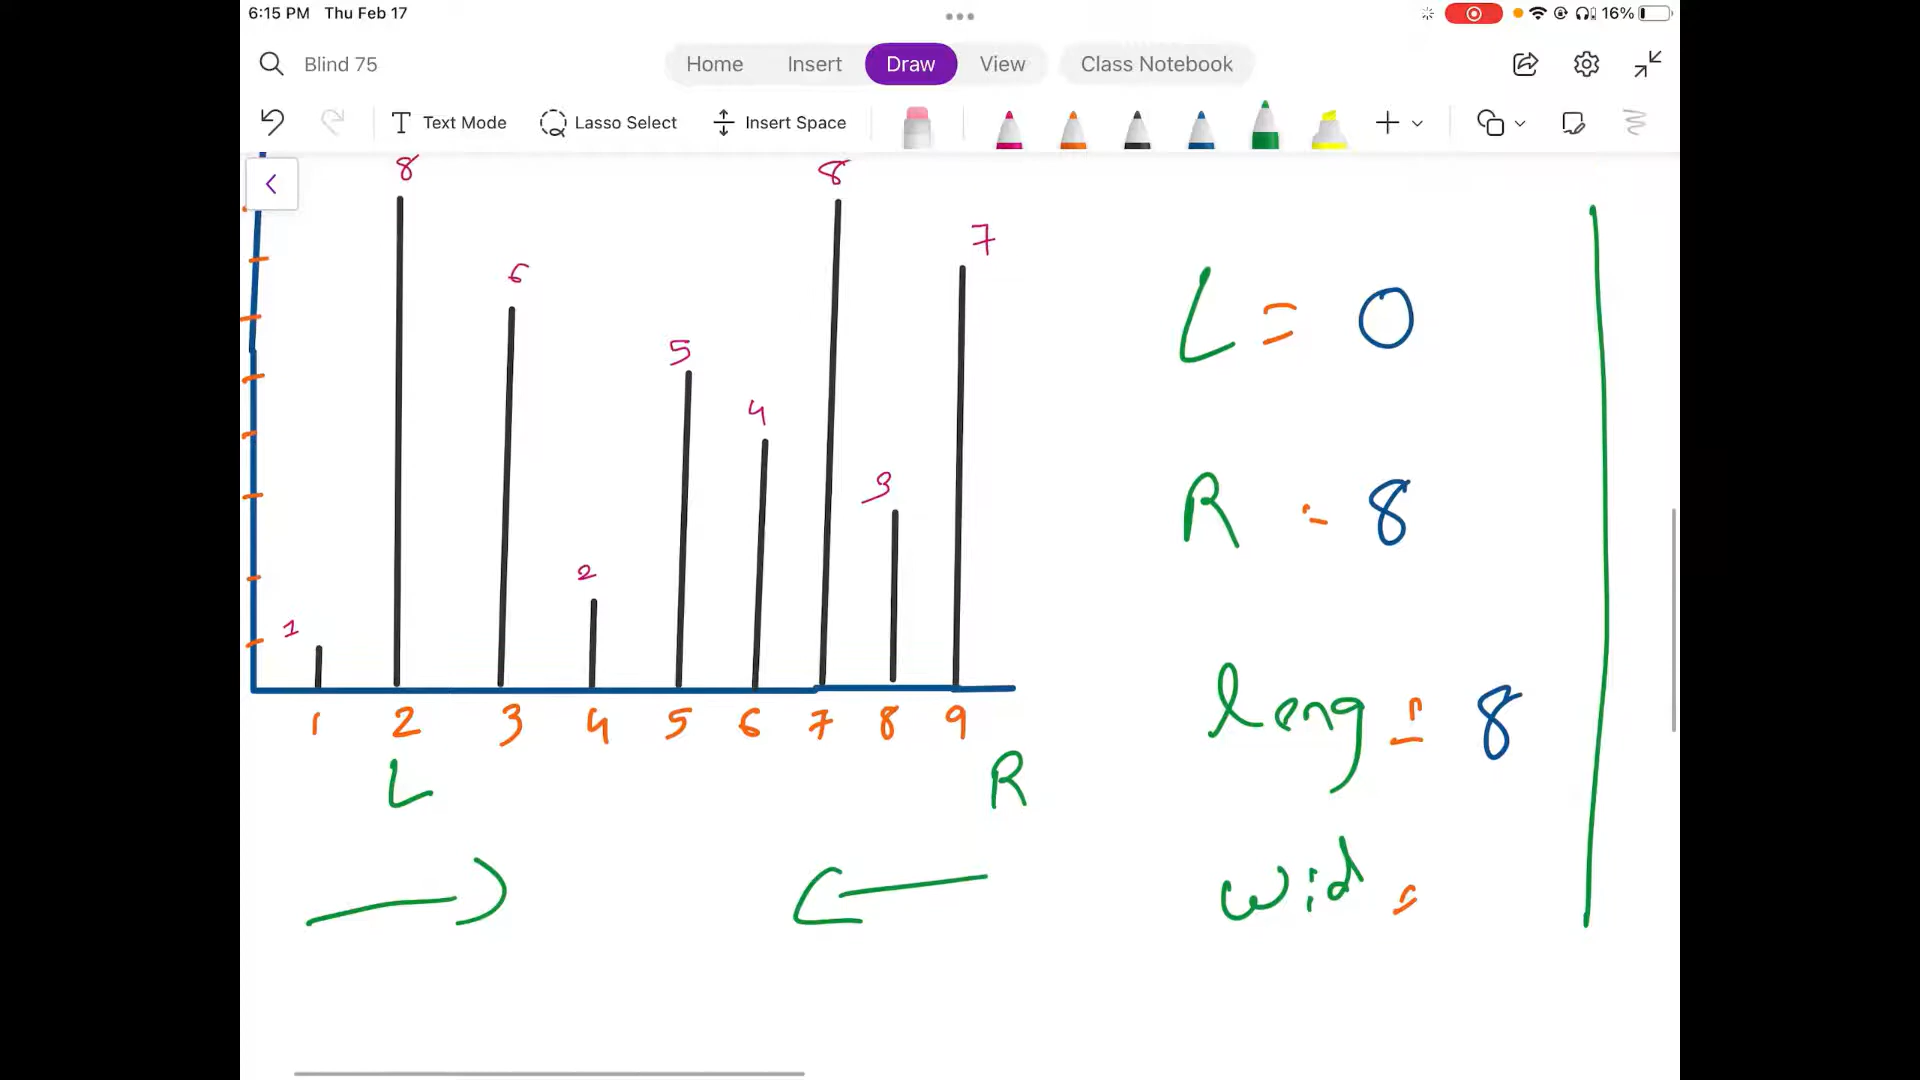 6:15 PM Thu Feb 17
16%
Blind 75
Home Insert Draw View Class Notebook
Text Mode Lasso Select Insert Space
8 8
7
6
5
4
3
2
1
1 2 3 4 5 6 7 8 9
L R
L = 0
R = 8
leng = 8
wid =